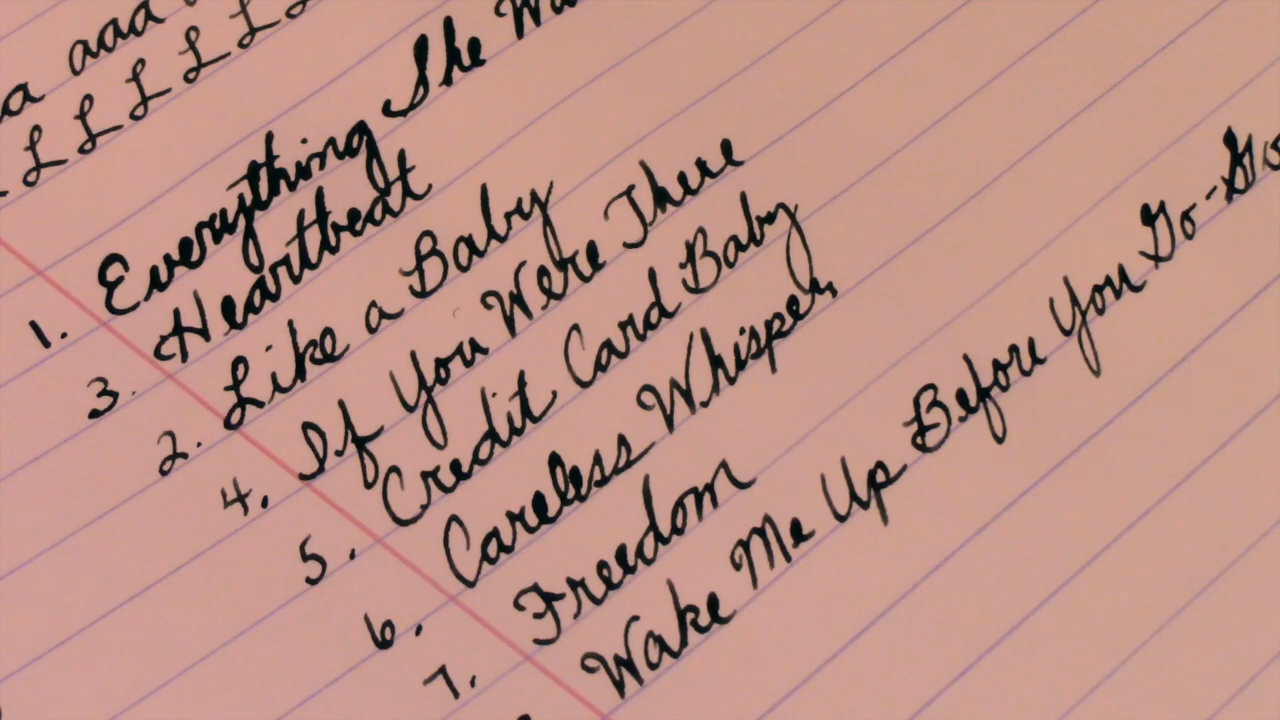 a aaa
L L L L L
1. Everything She
3. Heartbeat
2. Like a Baby
4. If You Were There
5. Credit Card Baby
6. Careless Whisper
7. Freedom
Wake Me Up Before You Go-Go